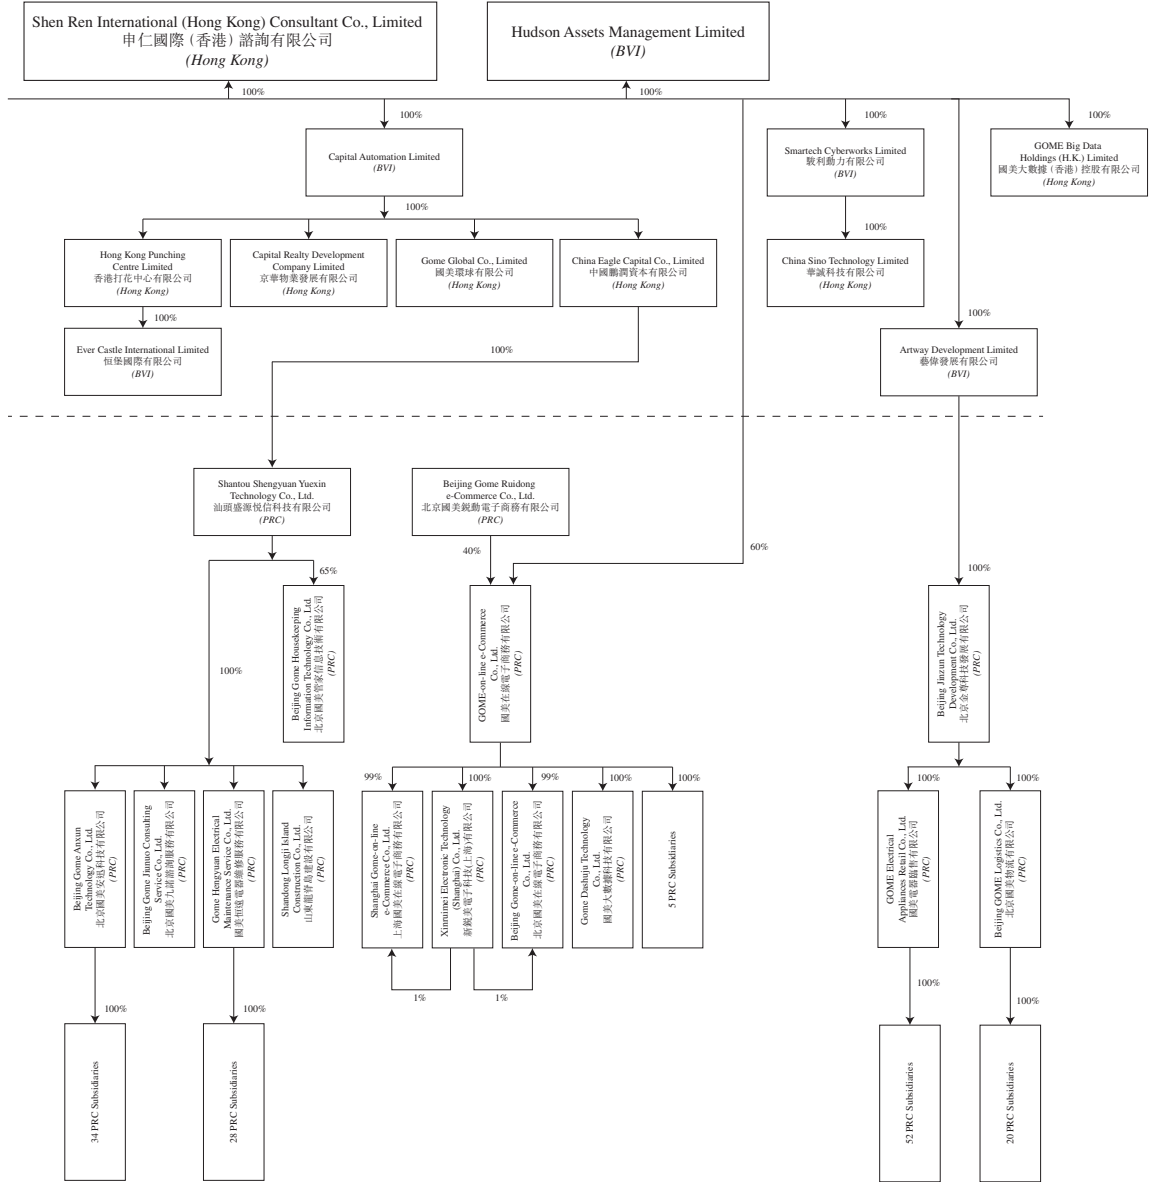 Shen Ren International (Hong Kong) Consultant Co., Limited
申仁國際(香港)諮詢有限公司
(Hong Kong)
Hudson Assets Management Limited
(BVI)
100%
100%
100%
100%
100%
Capital Automation Limited
(BVI)
Smartech Cyberworks Limited
駿利動力有限公司
(BVI)
GOME Big Data
Holdings (H.K.) Limited
國美大數據(香港)控股有限公司
(Hong Kong)
100%
100%
Hong Kong Punching
Centre Limited
香港打花中心有限公司
(Hong Kong)
Capital Realty Development
Company Limited
京華物業發展有限公司
(Hong Kong)
Gome Global Co., Limited
國美環球有限公司
(Hong Kong)
China Eagle Capital Co., Limited
中國鵬潤資本有限公司
(Hong Kong)
China Sino Technology Limited
華誠科技有限公司
(Hong Kong)
100%
100%
Ever Castle International Limited
恒堡國際有限公司
(BVI)
100%
Artway Development Limited
藝偉發展有限公司
(BVI)
Shantou Shengyuan Yuexin
Technology Co., Ltd.
汕頭盛源悅信科技有限公司
(PRC)
Beijing Gome Ruidong
e-Commerce Co., Ltd.
北京國美銳動電子商務有限公司
(PRC)
40%
60%
65%
100%
Beijing Gome Housekeeping
Information Technology Co., Ltd.
北京國美管家信息技術有限公司
(PRC)
GOME-on-line e-Commerce
Co., Ltd.
國美在線電子商務有限公司
(PRC)
Beijing Jinzun Technology
Development Co., Ltd.
北京金尊科技發展有限公司
(PRC)
100%
99%
100%
99%
100%
100%
100%
100%
Beijing Gome Anxun
Technology Co., Ltd.
北京國美安迅科技有限公司
(PRC)
Beijing Gome Jiunuo Consulting
Service Co., Ltd.
北京國美九諾諮詢服務有限公司
(PRC)
Gome Hengyuan Electrical
Maintenance Service Co., Ltd.
國美恒遠電器維修服務有限公司
(PRC)
Shandong Longji Island
Construction Co., Ltd.
山東龍脊島建設有限公司
(PRC)
Shanghai Gome-on-line
e-Commerce Co., Ltd.
上海國美在線電子商務有限公司
(PRC)
Xinruimei Electronic Technology
(Shanghai) Co., Ltd.
新銳美電子科技(上海)有限公司
(PRC)
Beijing Gome-on-line e-Commerce
Co., Ltd.
北京國美在線電子商務有限公司
(PRC)
Gome Dashuju Technology
Co., Ltd.
國美大數據科技有限公司
(PRC)
5 PRC Subsidiaries
GOME Electrical
Appliances Retail Co., Ltd.
國美電器臨售有限公司
(PRC)
Beijing GOME Logistics Co., Ltd.
北京國美物流有限公司
(PRC)
1%
1%
100%
100%
100%
100%
34 PRC Subsidiaries
28 PRC Subsidiaries
52 PRC Subsidiaries
20 PRC Subsidiaries